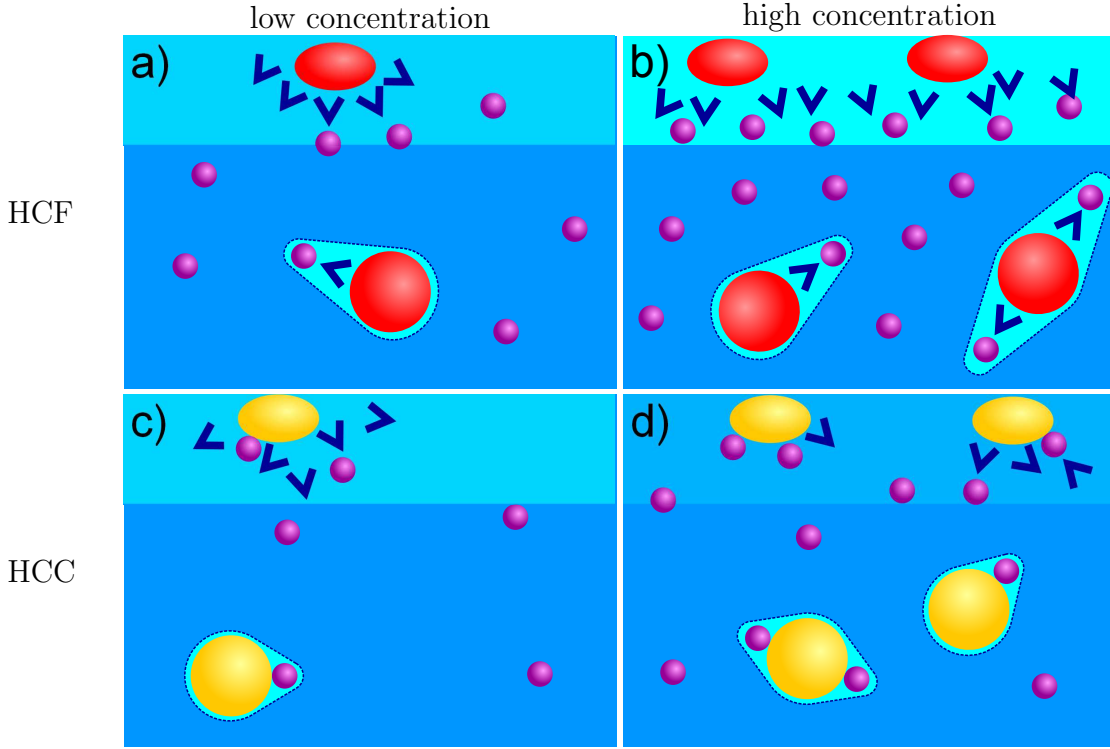 low concentration
high concentration
a)
b)
HCF
c)
d)
HCC